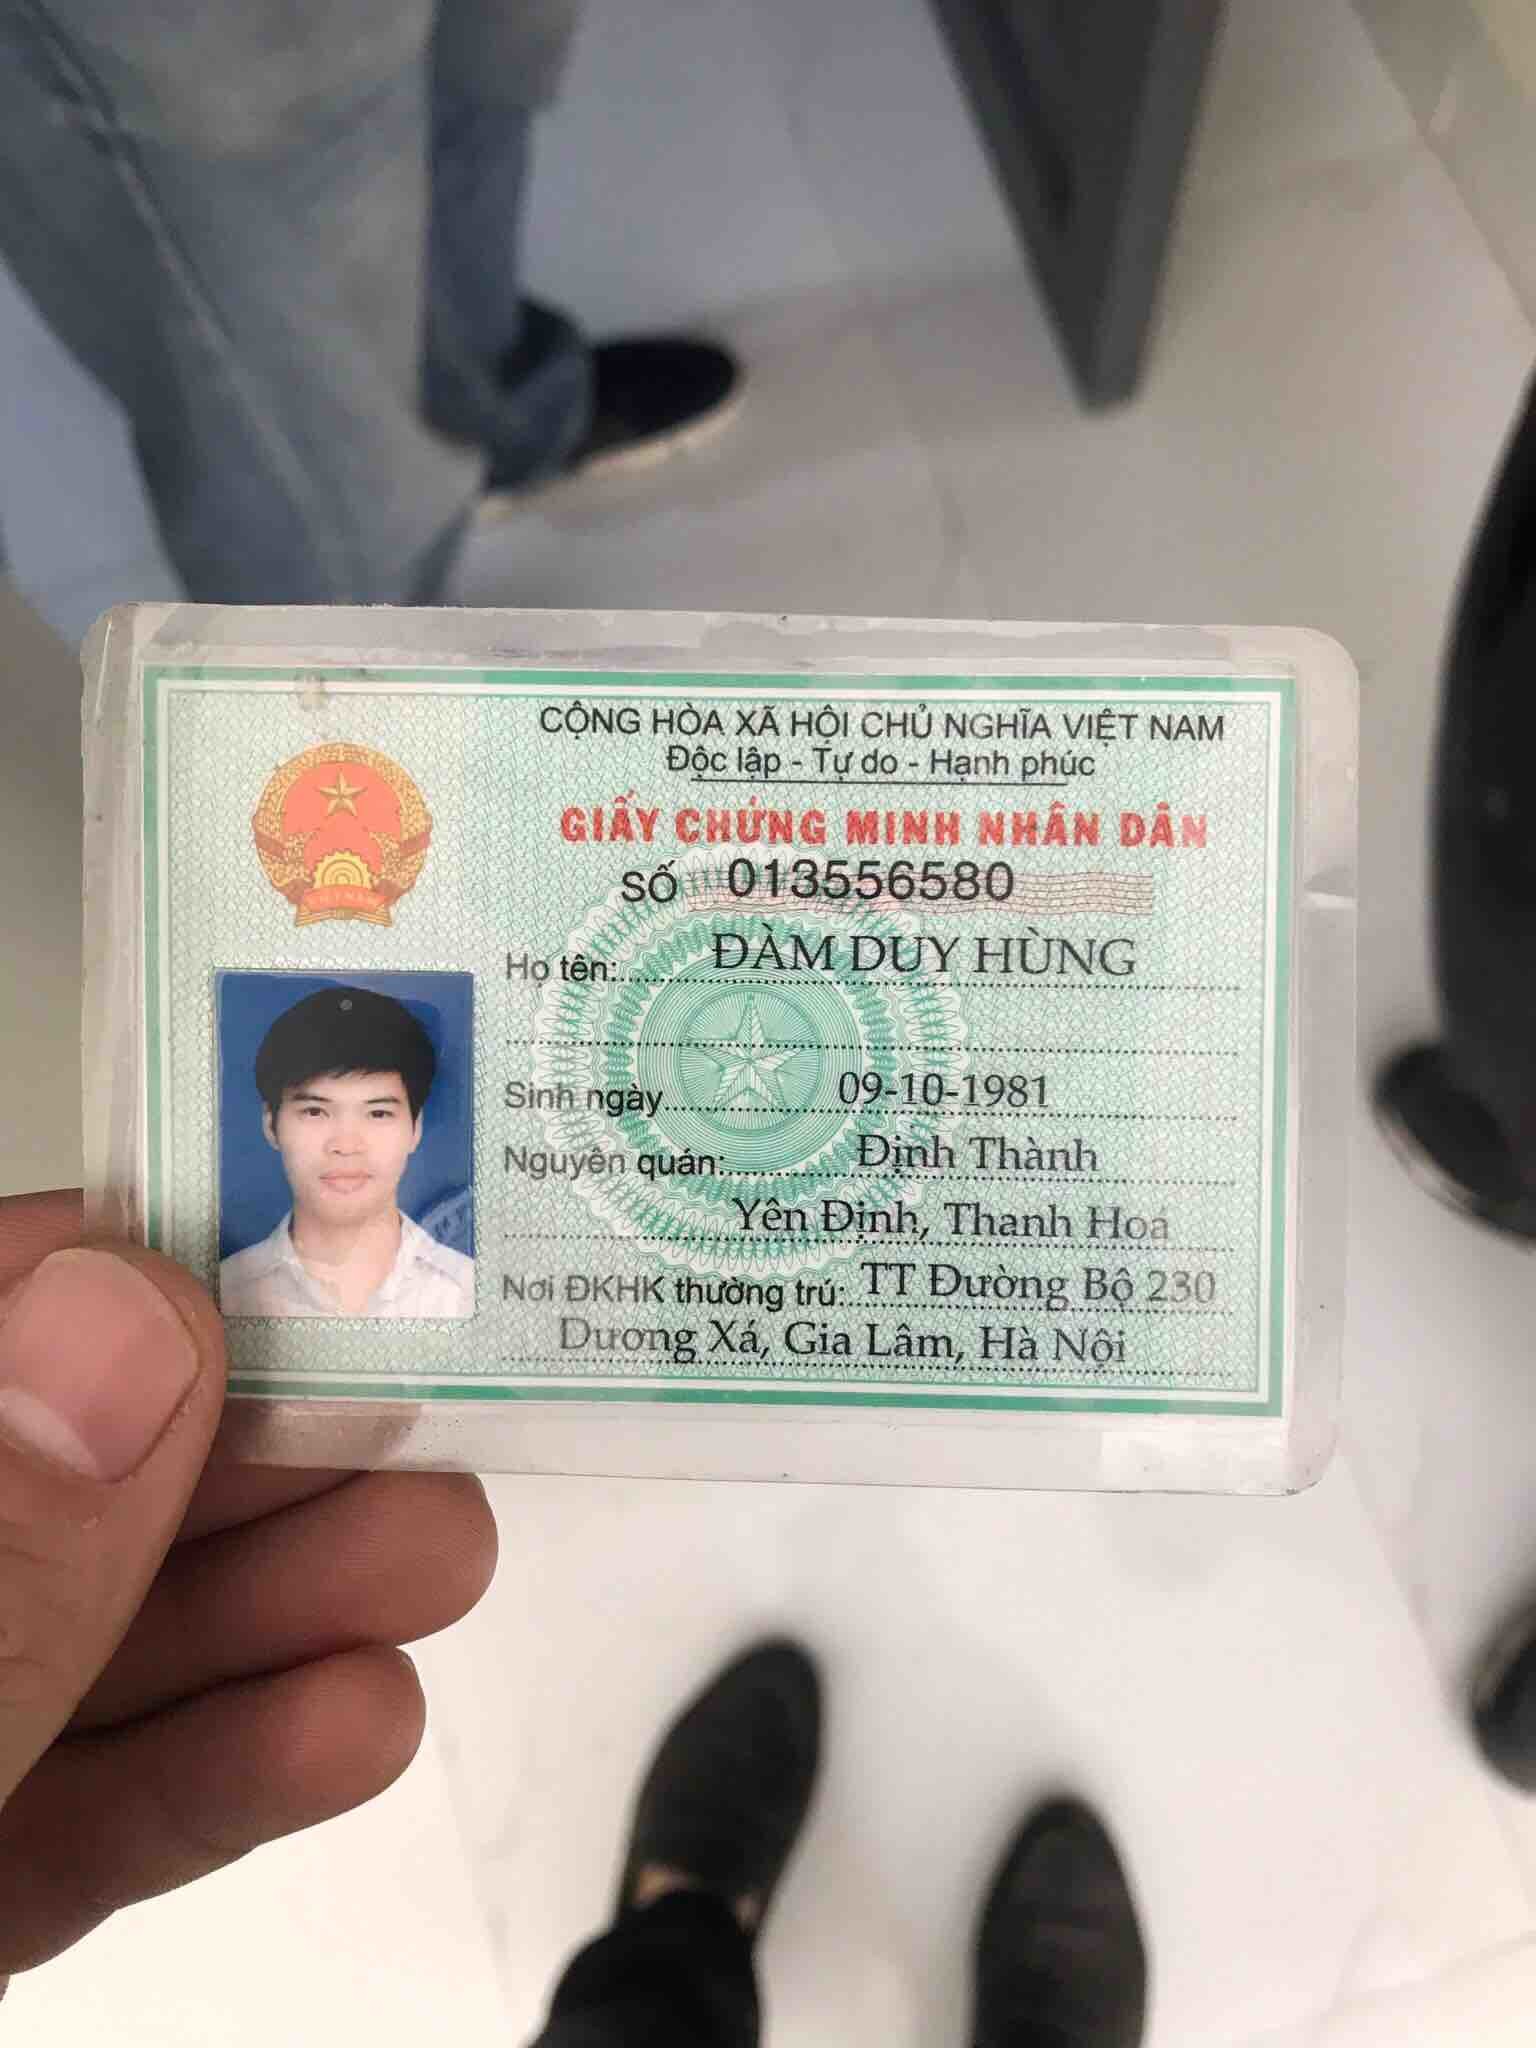 CỘNG HÒA XÃ HỘI CHỦ NGHĨA VIỆT NAM
Độc lập - Tự do - Hạnh phúc
GIẤY CHỨNG MINH NHÂN DÂN
SỐ 013556580
Họ tên: ĐÀM DUY HÙNG
Sinh ngày 09-10-1981
Nguyên quán: Định Thành
Yên Định, Thanh Hoá
Nơi ĐKHK thường trú: TT Đường Bộ 230
Dương Xá, Gia Lâm, Hà Nội